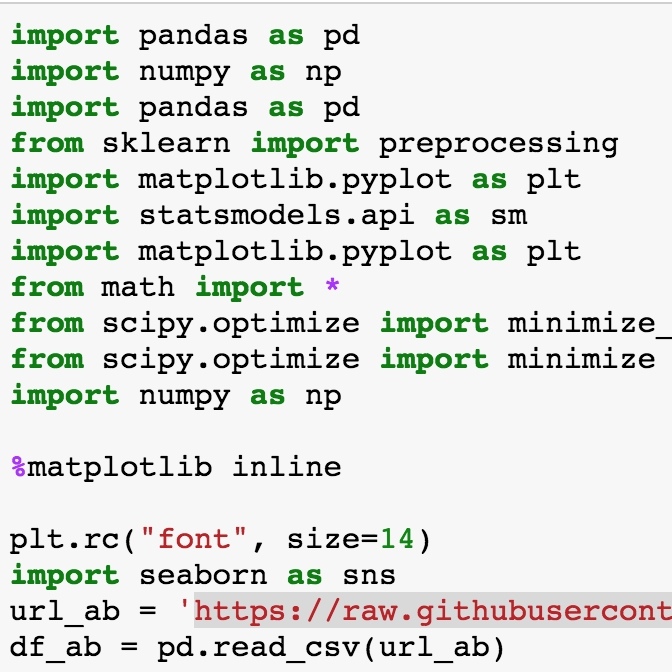 import pandas as pd
import numpy as np
import pandas as pd
from sklearn import preprocessing
import matplotlib.pyplot as plt
import statsmodels.api as sm
import matplotlib.pyplot as plt
from math import *
from scipy.optimize import minimize_
from scipy.optimize import minimize
import numpy as np
%matplotlib inline
plt.rc("font", size=14)
import seaborn as sns
url_ab = 'https://raw.githubusercont
df_ab = pd.read_csv(url_ab)